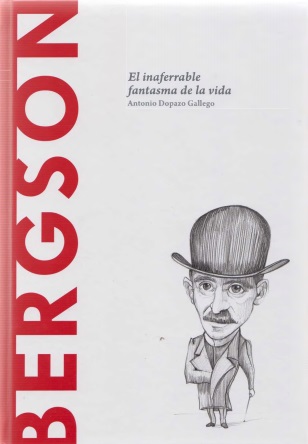 BERGSON
El inaferrable
fantasma de la vida
Antonio Dopazo Gallego